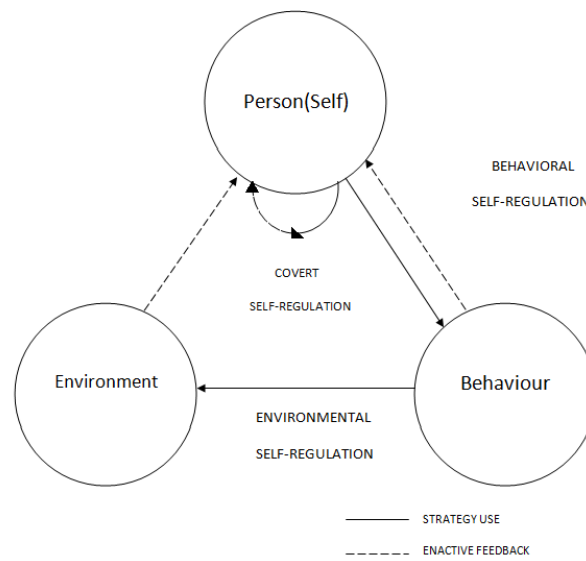 Person(Self)
BEHAVIORAL
SELF-REGULATION
COVERT
SELF-REGULATION
Environment
Behaviour
ENVIRONMENTAL
SELF-REGULATION
STRATEGY USE
ENACTIVE FEEDBACK